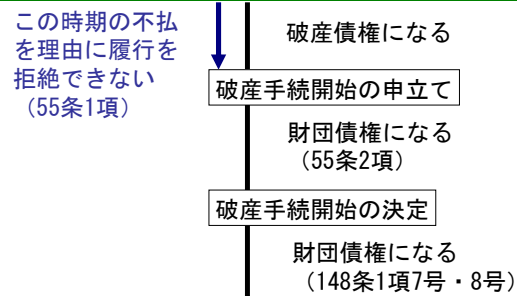 この時期の不払
を理由に履行を
拒絶できない
（55条1項）
破産債権になる
破産手続開始の申立て
財団債権になる
（55条2項）
破産手続開始の決定
財団債権になる
（148条1項7号・8号）